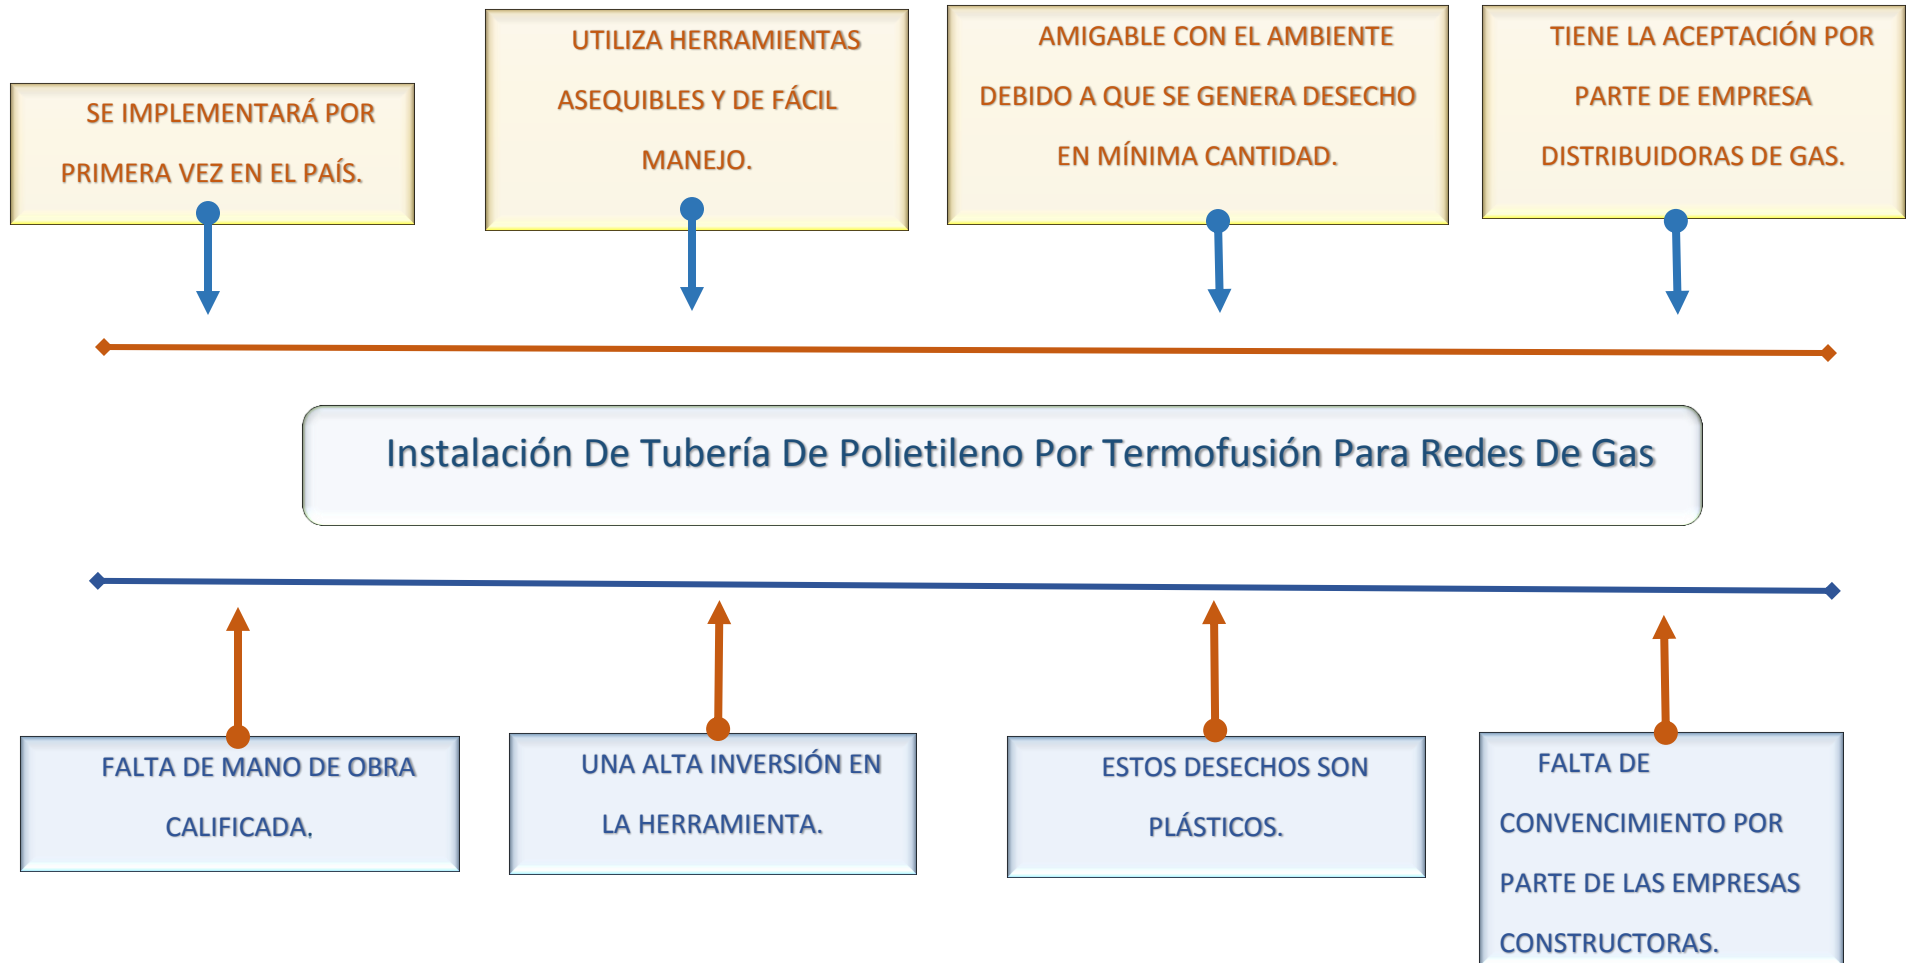 SE IMPLEMENTARÁ POR
PRIMERA VEZ EN EL PAÍS.
UTILIZA HERRAMIENTAS
ASEQUIBLES Y DE FÁCIL
MANEJO.
AMIGABLE CON EL AMBIENTE
DEBIDO A QUE SE GENERA DESECHO
EN MÍNIMA CANTIDAD.
TIENE LA ACEPTACIÓN POR
PARTE DE EMPRESA
DISTRIBUIDORAS DE GAS.
Instalación De Tubería De Polietileno Por Termofusión Para Redes De Gas
FALTA DE MANO DE OBRA
CALIFICADA.
UNA ALTA INVERSIÓN EN
LA HERRAMIENTA.
ESTOS DESECHOS SON
PLÁSTICOS.
FALTA DE
CONVENCIMIENTO POR
PARTE DE LAS EMPRESAS
CONSTRUCTORAS.